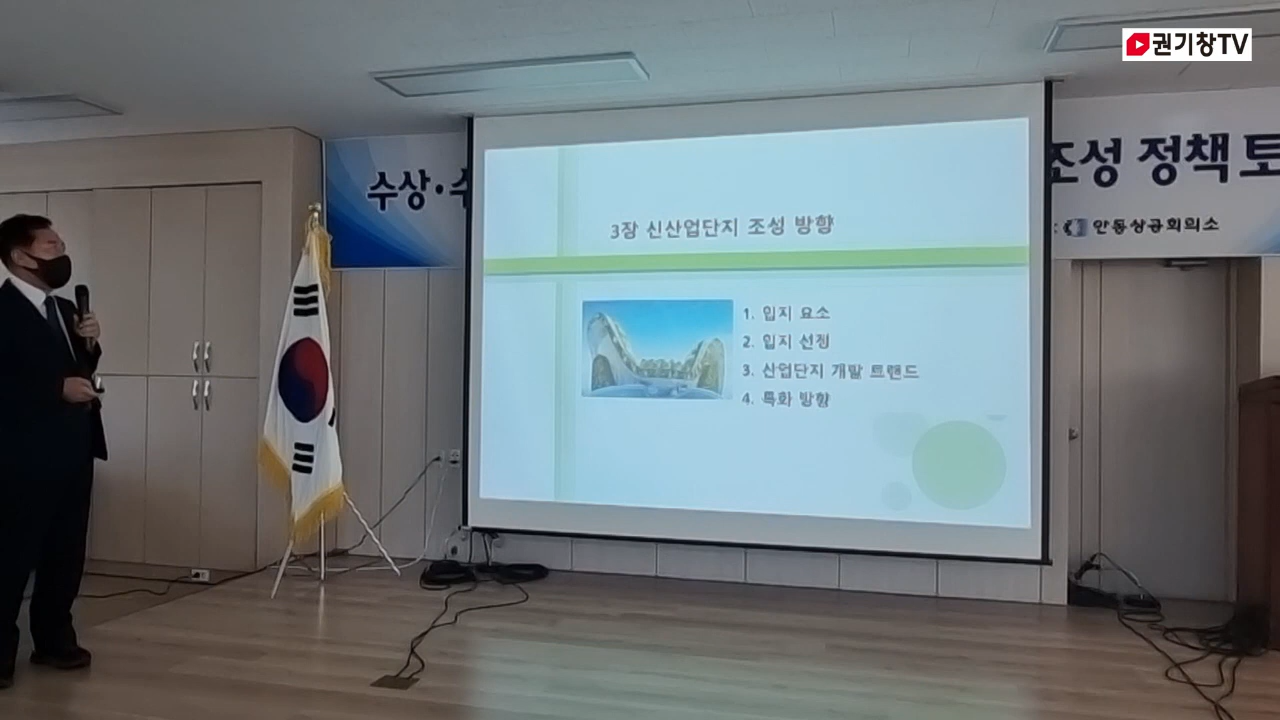 권기창TV
수상·수
조성 정책 토
안동상공회의소
3장 신산업단지 조성 방향
1. 입지 요소
2. 입지 선정
3. 산업단지 개발 트랜드
4. 특화 방향